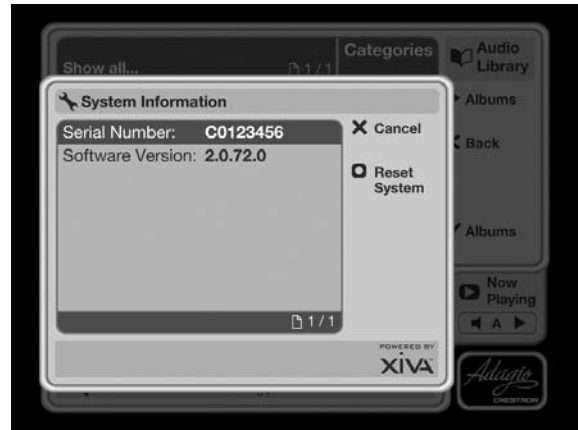 Show all... 1/1
Categories
Audio
Library
Albums
Back
Albums
Now
Playing
A
System Information
Serial Number: C0123456
Software Version: 2.0.72.0
1/1
Cancel
Reset
System
POWERED BY
XiVA
Adagio
CRESTRON